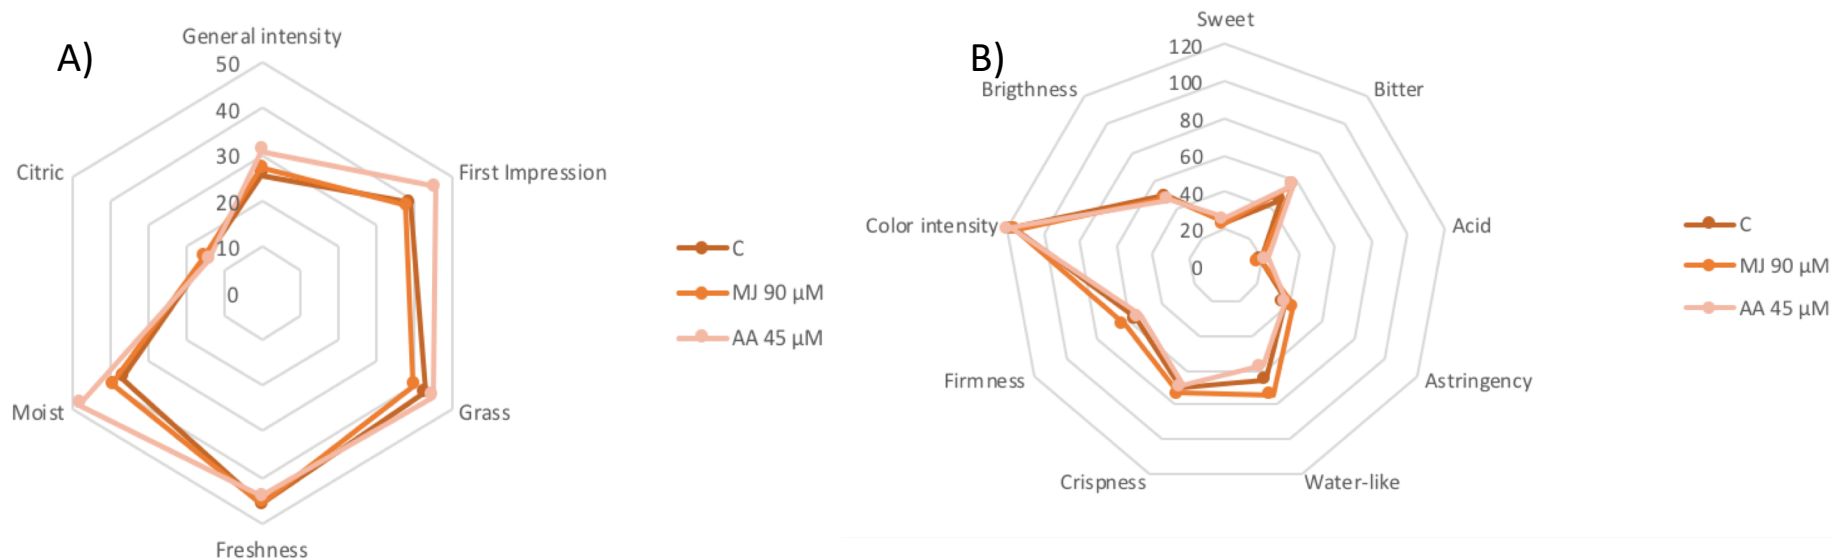 A)
General intensity
50
40
30
20
10
0
Citric
First Impression
Moist
Grass
Freshness
C
MJ 90 µM
AA 45 µM
B)
Sweet
120
100
80
60
40
20
0
Brigthness
Bitter
Color intensity
Acid
Firmness
Astringency
Crispness
Water-like
C
MJ 90 µM
AA 45 µM